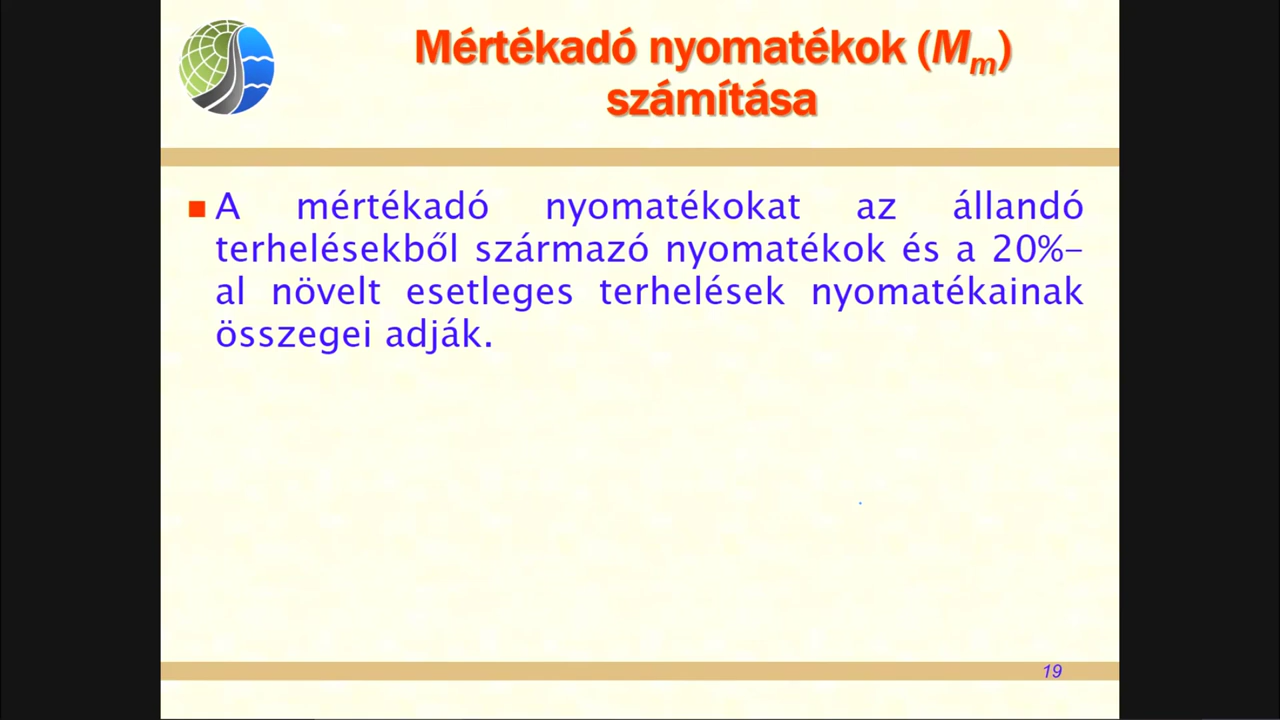 Mértékadó nyomatékok (Mm)
számítása
A mértékadó nyomatékokat az állandó
terhelésekből származó nyomatékok és a 20%-
al növelt esetleges terhelések nyomatékainak
összegei adják.
19